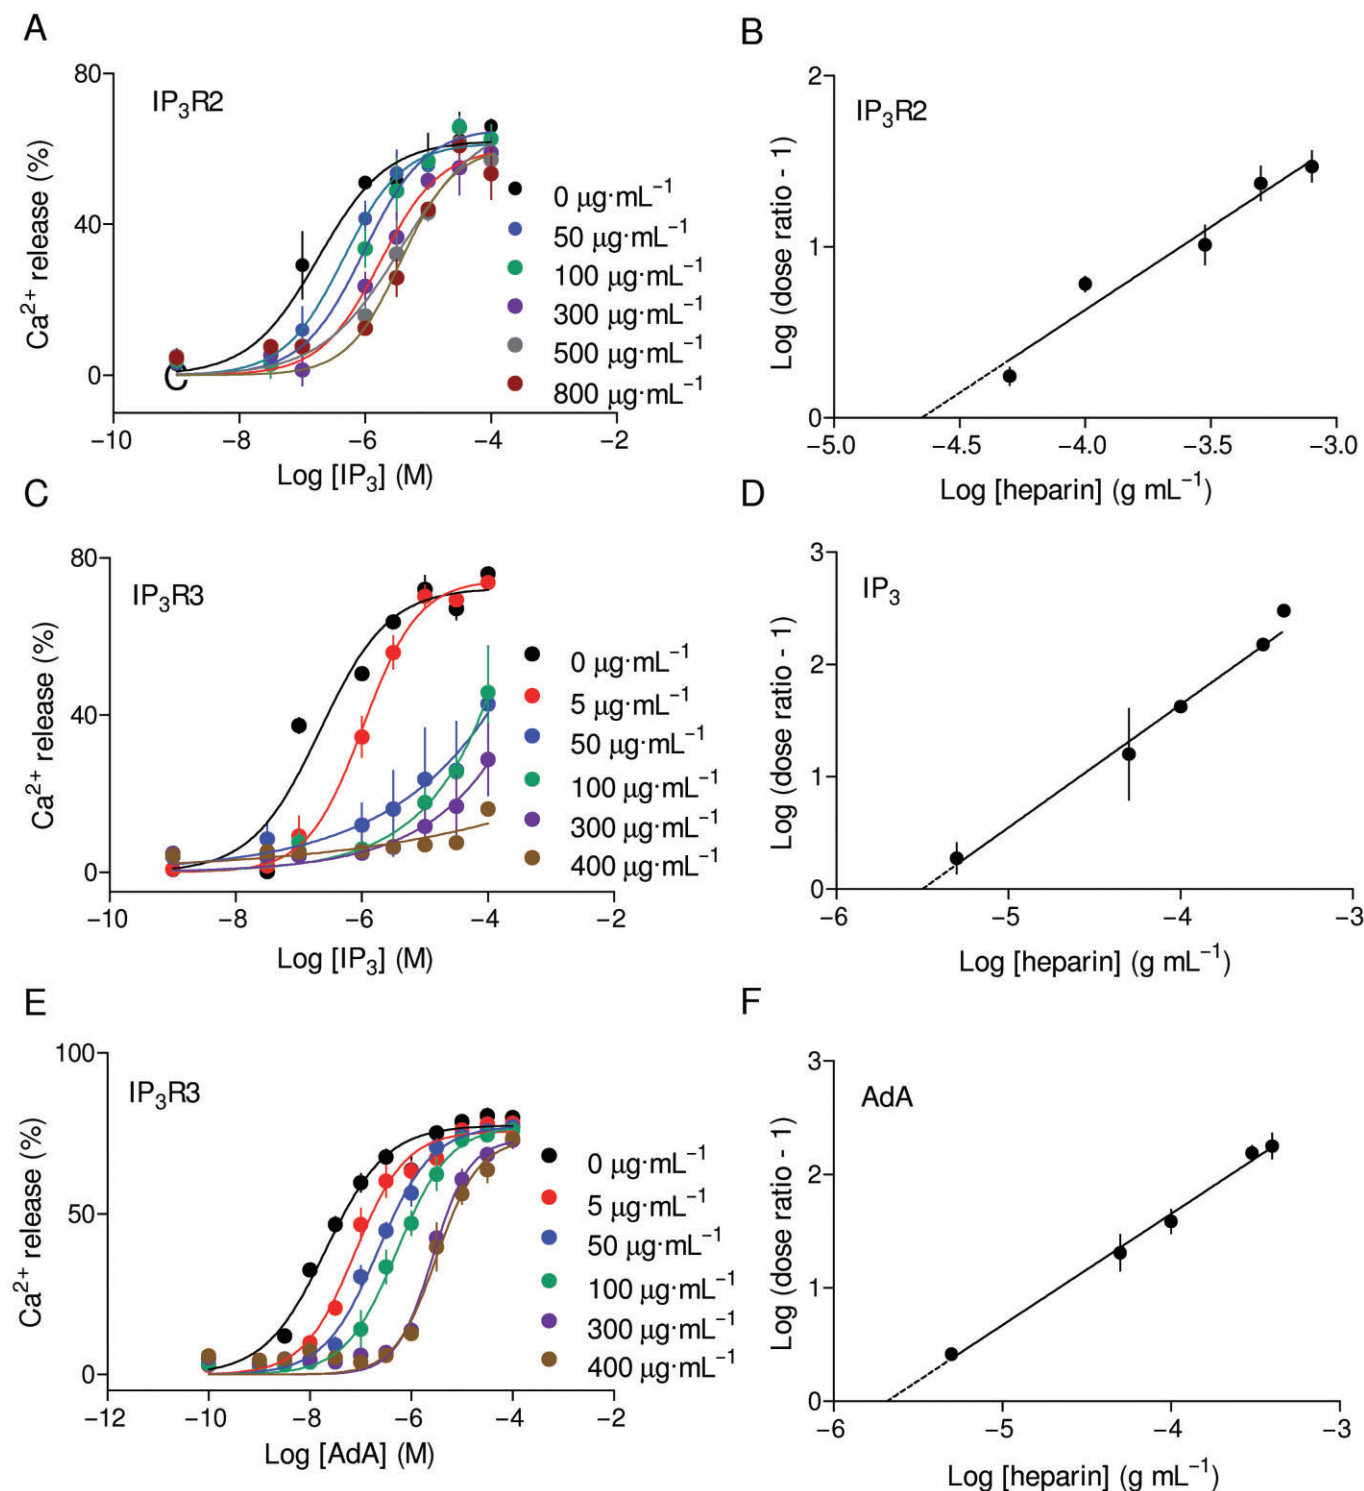 A
IP₃R2
Ca²⁺ release (%)
80
40
0
−10
−8
−6
−4
−2
Log [IP₃] (M)
0 μg·mL⁻¹
50 μg·mL⁻¹
100 μg·mL⁻¹
300 μg·mL⁻¹
500 μg·mL⁻¹
800 μg·mL⁻¹
B
IP₃R2
Log (dose ratio - 1)
2
1
0
−5.0
−4.5
−4.0
−3.5
−3.0
Log [heparin] (g mL⁻¹)
C
IP₃R3
Ca²⁺ release (%)
80
40
0
−10
−8
−6
−4
−2
Log [IP₃] (M)
0 μg·mL⁻¹
5 μg·mL⁻¹
50 μg·mL⁻¹
100 μg·mL⁻¹
300 μg·mL⁻¹
400 μg·mL⁻¹
D
IP₃
Log (dose ratio - 1)
3
2
1
0
−6
−5
−4
−3
Log [heparin] (g mL⁻¹)
E
IP₃R3
Ca²⁺ release (%)
100
50
0
−12
−10
−8
−6
−4
−2
Log [AdA] (M)
0 μg·mL⁻¹
5 μg·mL⁻¹
50 μg·mL⁻¹
100 μg·mL⁻¹
300 μg·mL⁻¹
400 μg·mL⁻¹
F
AdA
Log (dose ratio - 1)
3
2
1
0
−6
−5
−4
−3
Log [heparin] (g mL⁻¹)